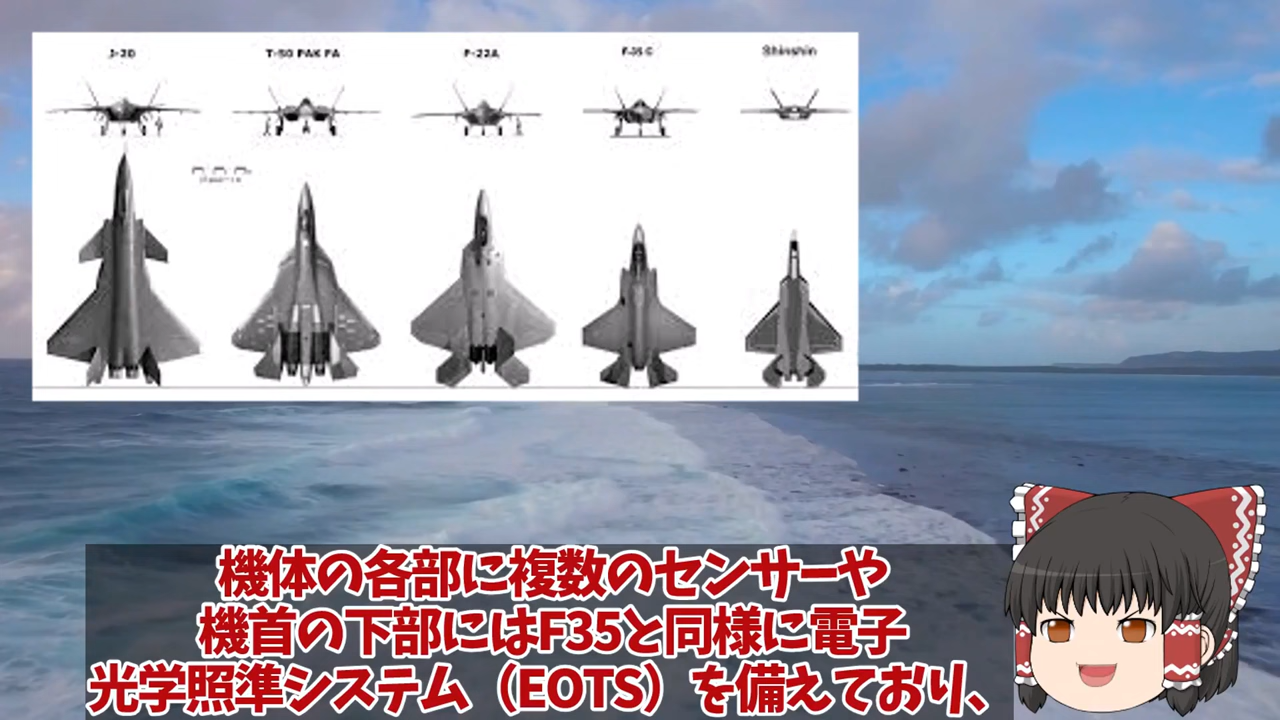 J-20
T-50 PAK FA
F-22A
F-35 C
Shinshin
機体の各部に複数のセンサーや
機首の下部にはF35と同様に電子
光学照準システム（EOTS）を備えており、